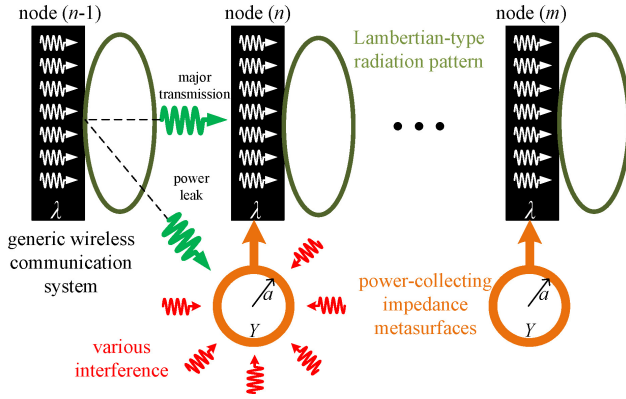 node (n-1)
node (n)
node (m)
Lambertian-type
radiation pattern
major
transmission
power
leak
λ
λ
λ
generic wireless
communication
system
a
Y
power-collecting
impedance
metasurfaces
a
Y
various
interference